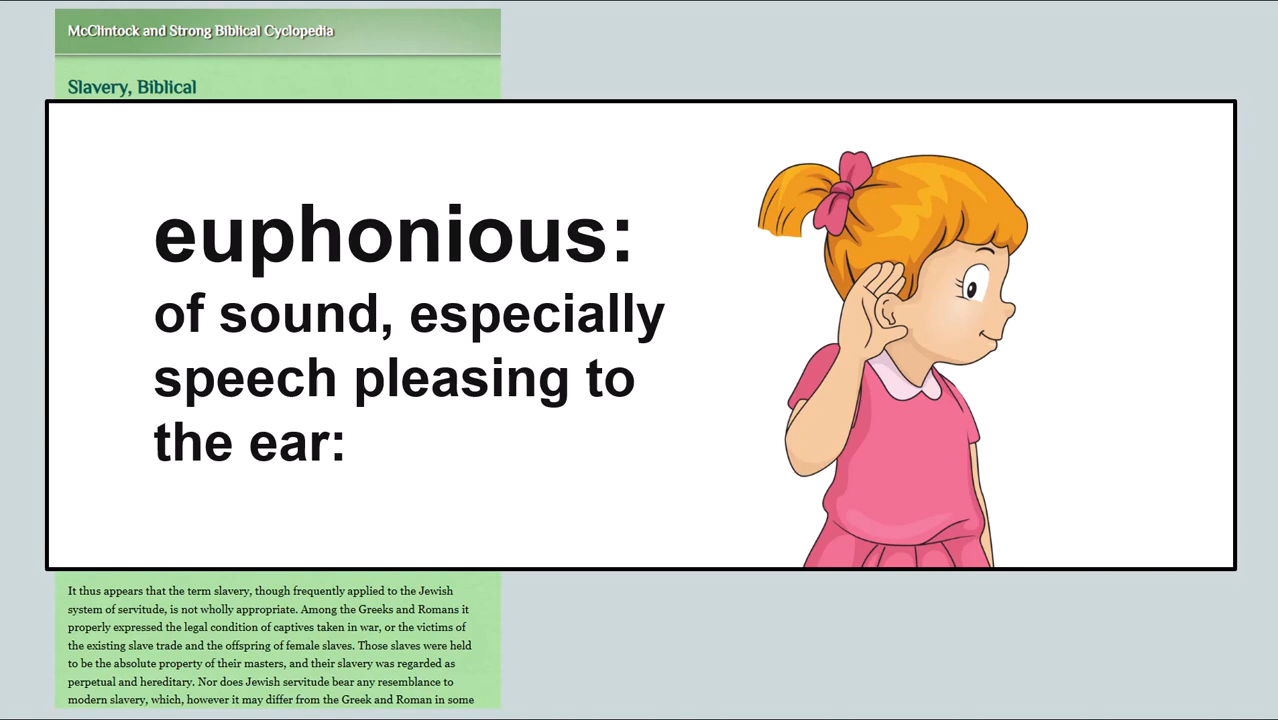 McClintock and Strong Biblical Cyclopedia
Slavery, Biblical
euphonious:
of sound, especially
speech pleasing to
the ear:
It thus appears that the term slavery, though frequently applied to the Jewish
system of servitude, is not wholly appropriate. Among the Greeks and Romans it
properly expressed the legal condition of captives taken in war, or the victims of
the existing slave trade and the offspring of female slaves. Those slaves were held
to be the absolute property of their masters, and their slavery was regarded as
perpetual and hereditary. Nor does Jewish servitude bear any resemblance to
modern slavery, which, however it may differ from the Greek and Roman in some